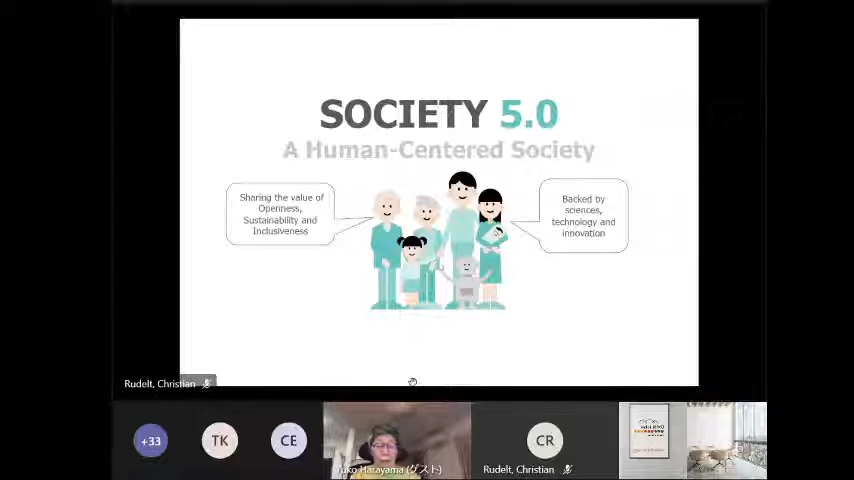 SOCIETY 5.0
A Human-Centered Society
Sharing the value of
Openness,
Sustainability and
Inclusiveness
Backed by
sciences,
technology and
innovation
Rudelt, Christian
+33
TK
CE
Yuko Harayama (ゲスト)
CR
Rudelt, Christian